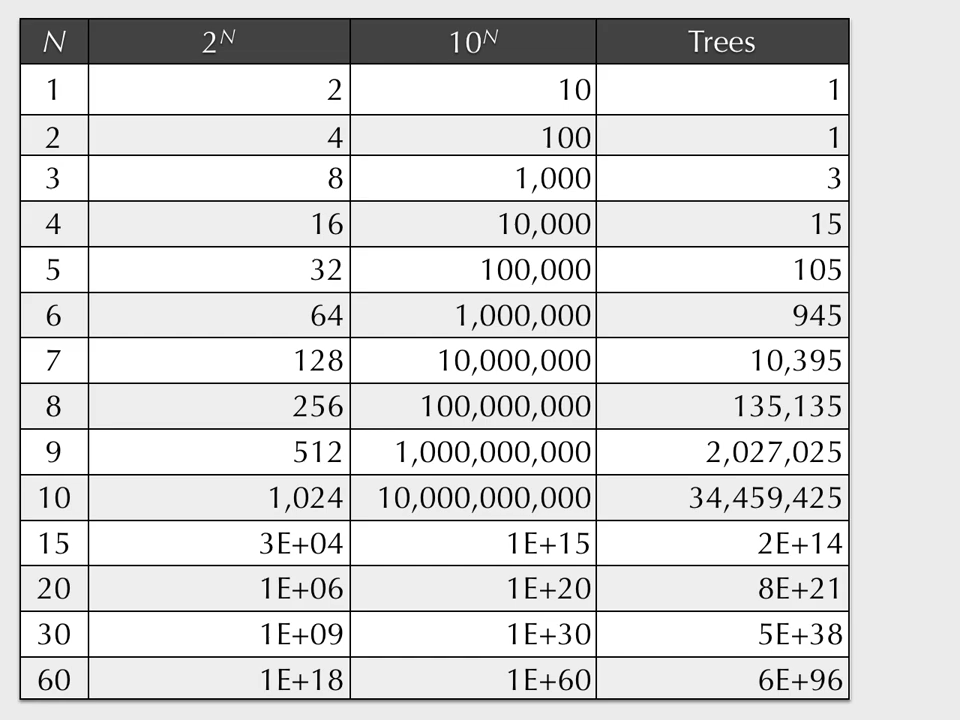 N 2ᴺ 10ᴺ Trees
1 2 10 1
2 4 100 1
3 8 1,000 3
4 16 10,000 15
5 32 100,000 105
6 64 1,000,000 945
7 128 10,000,000 10,395
8 256 100,000,000 135,135
9 512 1,000,000,000 2,027,025
10 1,024 10,000,000,000 34,459,425
15 3E+04 1E+15 2E+14
20 1E+06 1E+20 8E+21
30 1E+09 1E+30 5E+38
60 1E+18 1E+60 6E+96